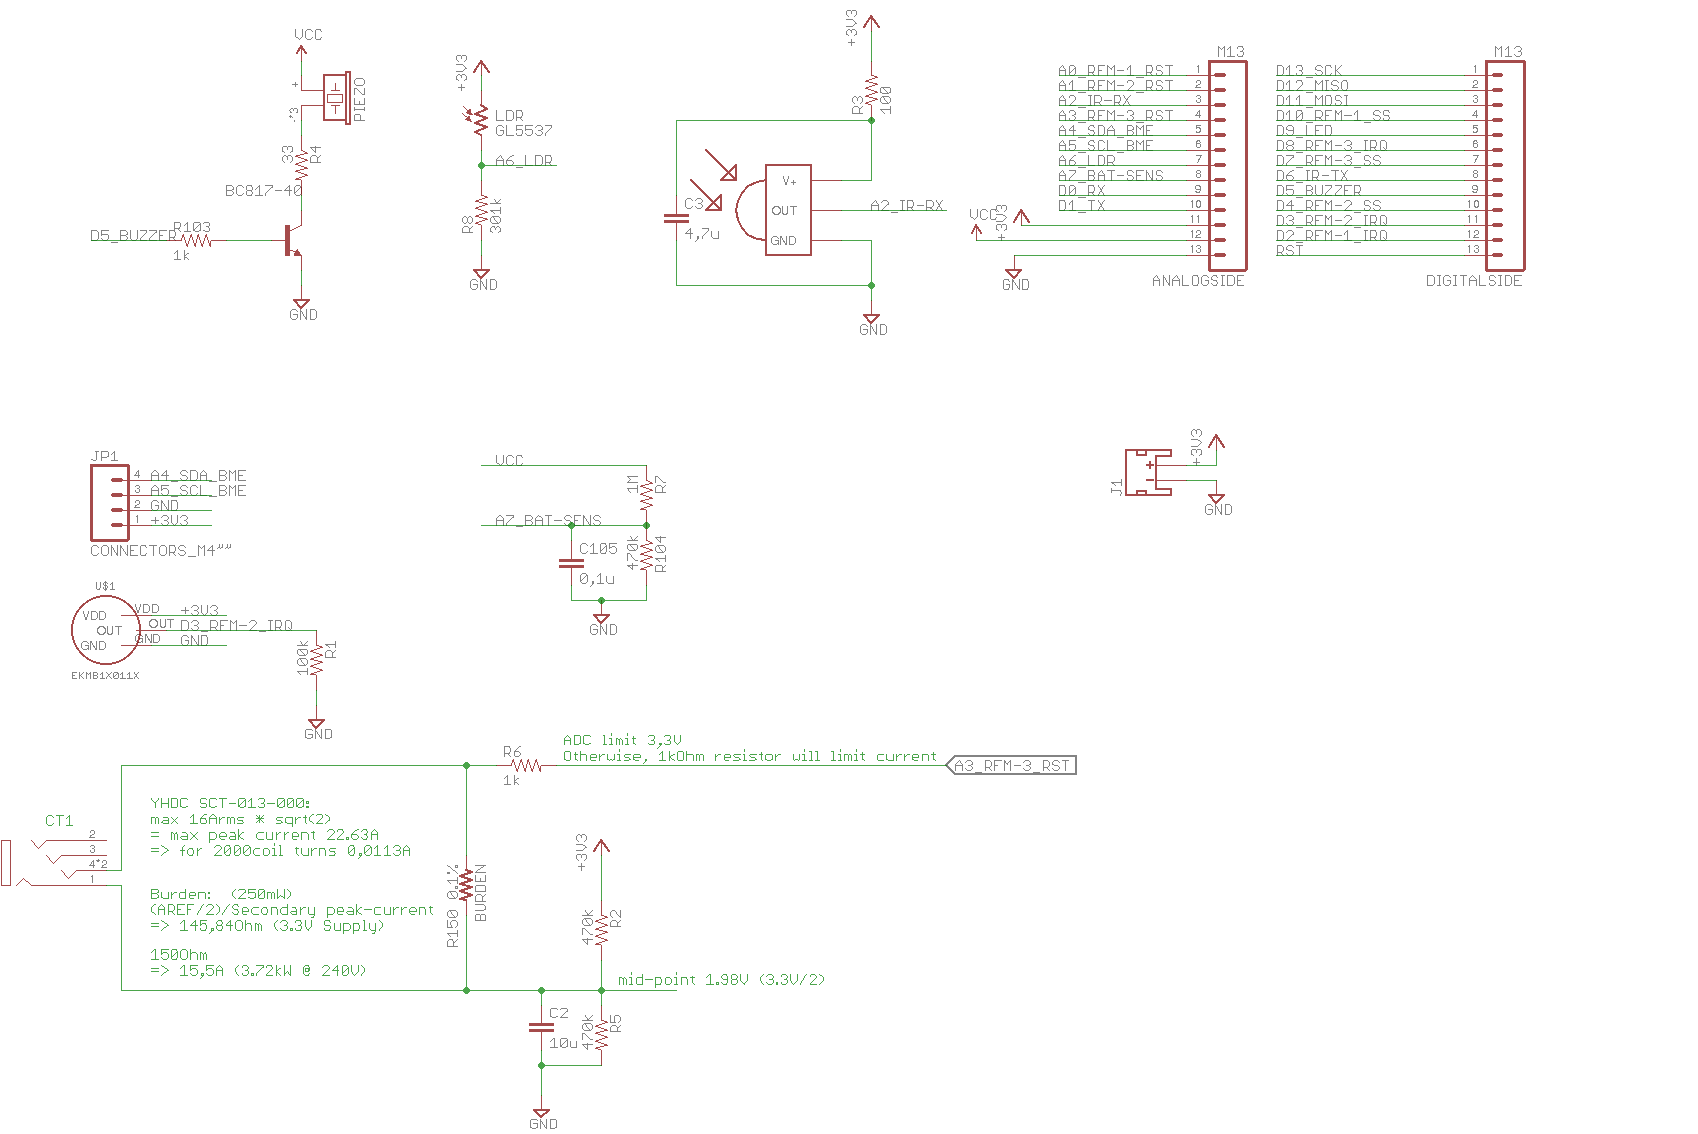 VCC
+
-*3
PIEZO
33
R4
BC817-40
D5_BUZZER
R103
1k
GND
+3V3
LDR
GL5537
A6_LDR
R8
301k
GND
+3V3
R3
100
C3
4,7u
V+
OUT
GND
A2_IR-RX
GND
M13
A0_RFM-1_RST 1
A1_RFM-2_RST 2
A2_IR-RX 3
A3_RFM-3_RST 4
A4_SDA_BME 5
A5_SCL_BME 6
A6_LDR 7
A7_BAT-SENS 8
D0_RX 9
D1_TX 10
VCC
+3V3
11
12
13
GND
ANALOGSIDE
M13
D13_SCK 1
D12_MISO 2
D11_MOSI 3
D10_RFM-1_SS 4
D9_LED 5
D8_RFM-3_IRQ 6
D7_RFM-3_SS 7
D6_IR-TX 8
D5_BUZZER 9
D4_RFM-2_SS 10
D3_RFM-2_IRQ 11
D2_RFM-1_IRQ 12
RST 13
DIGITALSIDE
JP1
4 A4_SDA_BME
3 A5_SCL_BME
2 GND
1 +3V3
CONNECTORS_M4""
VCC
1M
R7
A7_BAT-SENS
C105
0,1u
470k
R104
GND
J1
+
-
+3V3
GND
U$1
VDD VDD +3V3
OUT OUT D3_RFM-2_IRQ
GND GND GND
EKMB1X011X
100k
R1
GND
R6
1k
ADC limit 3,3V
Otherwise, 1kOhm resistor will limit current
A3_RFM-3_RST
YHDC SCT-013-000:
max 16Arms * sqrt(2)
= max peak current 22.63A
=> for 2000coil turns 0,0113A
CT1
2
3
4*2
1
Burden:  (250mW)
(AREF/2)/Secondary peak-current
=> 145,84Ohm (3.3V Supply)
150Ohm
=> 15,5A (3.72kW @ 240V)
R150 0.1%
BURDEN
+3V3
470k
R2
mid-point 1.98V (3.3V/2)
C2
10u
470k
R5
GND